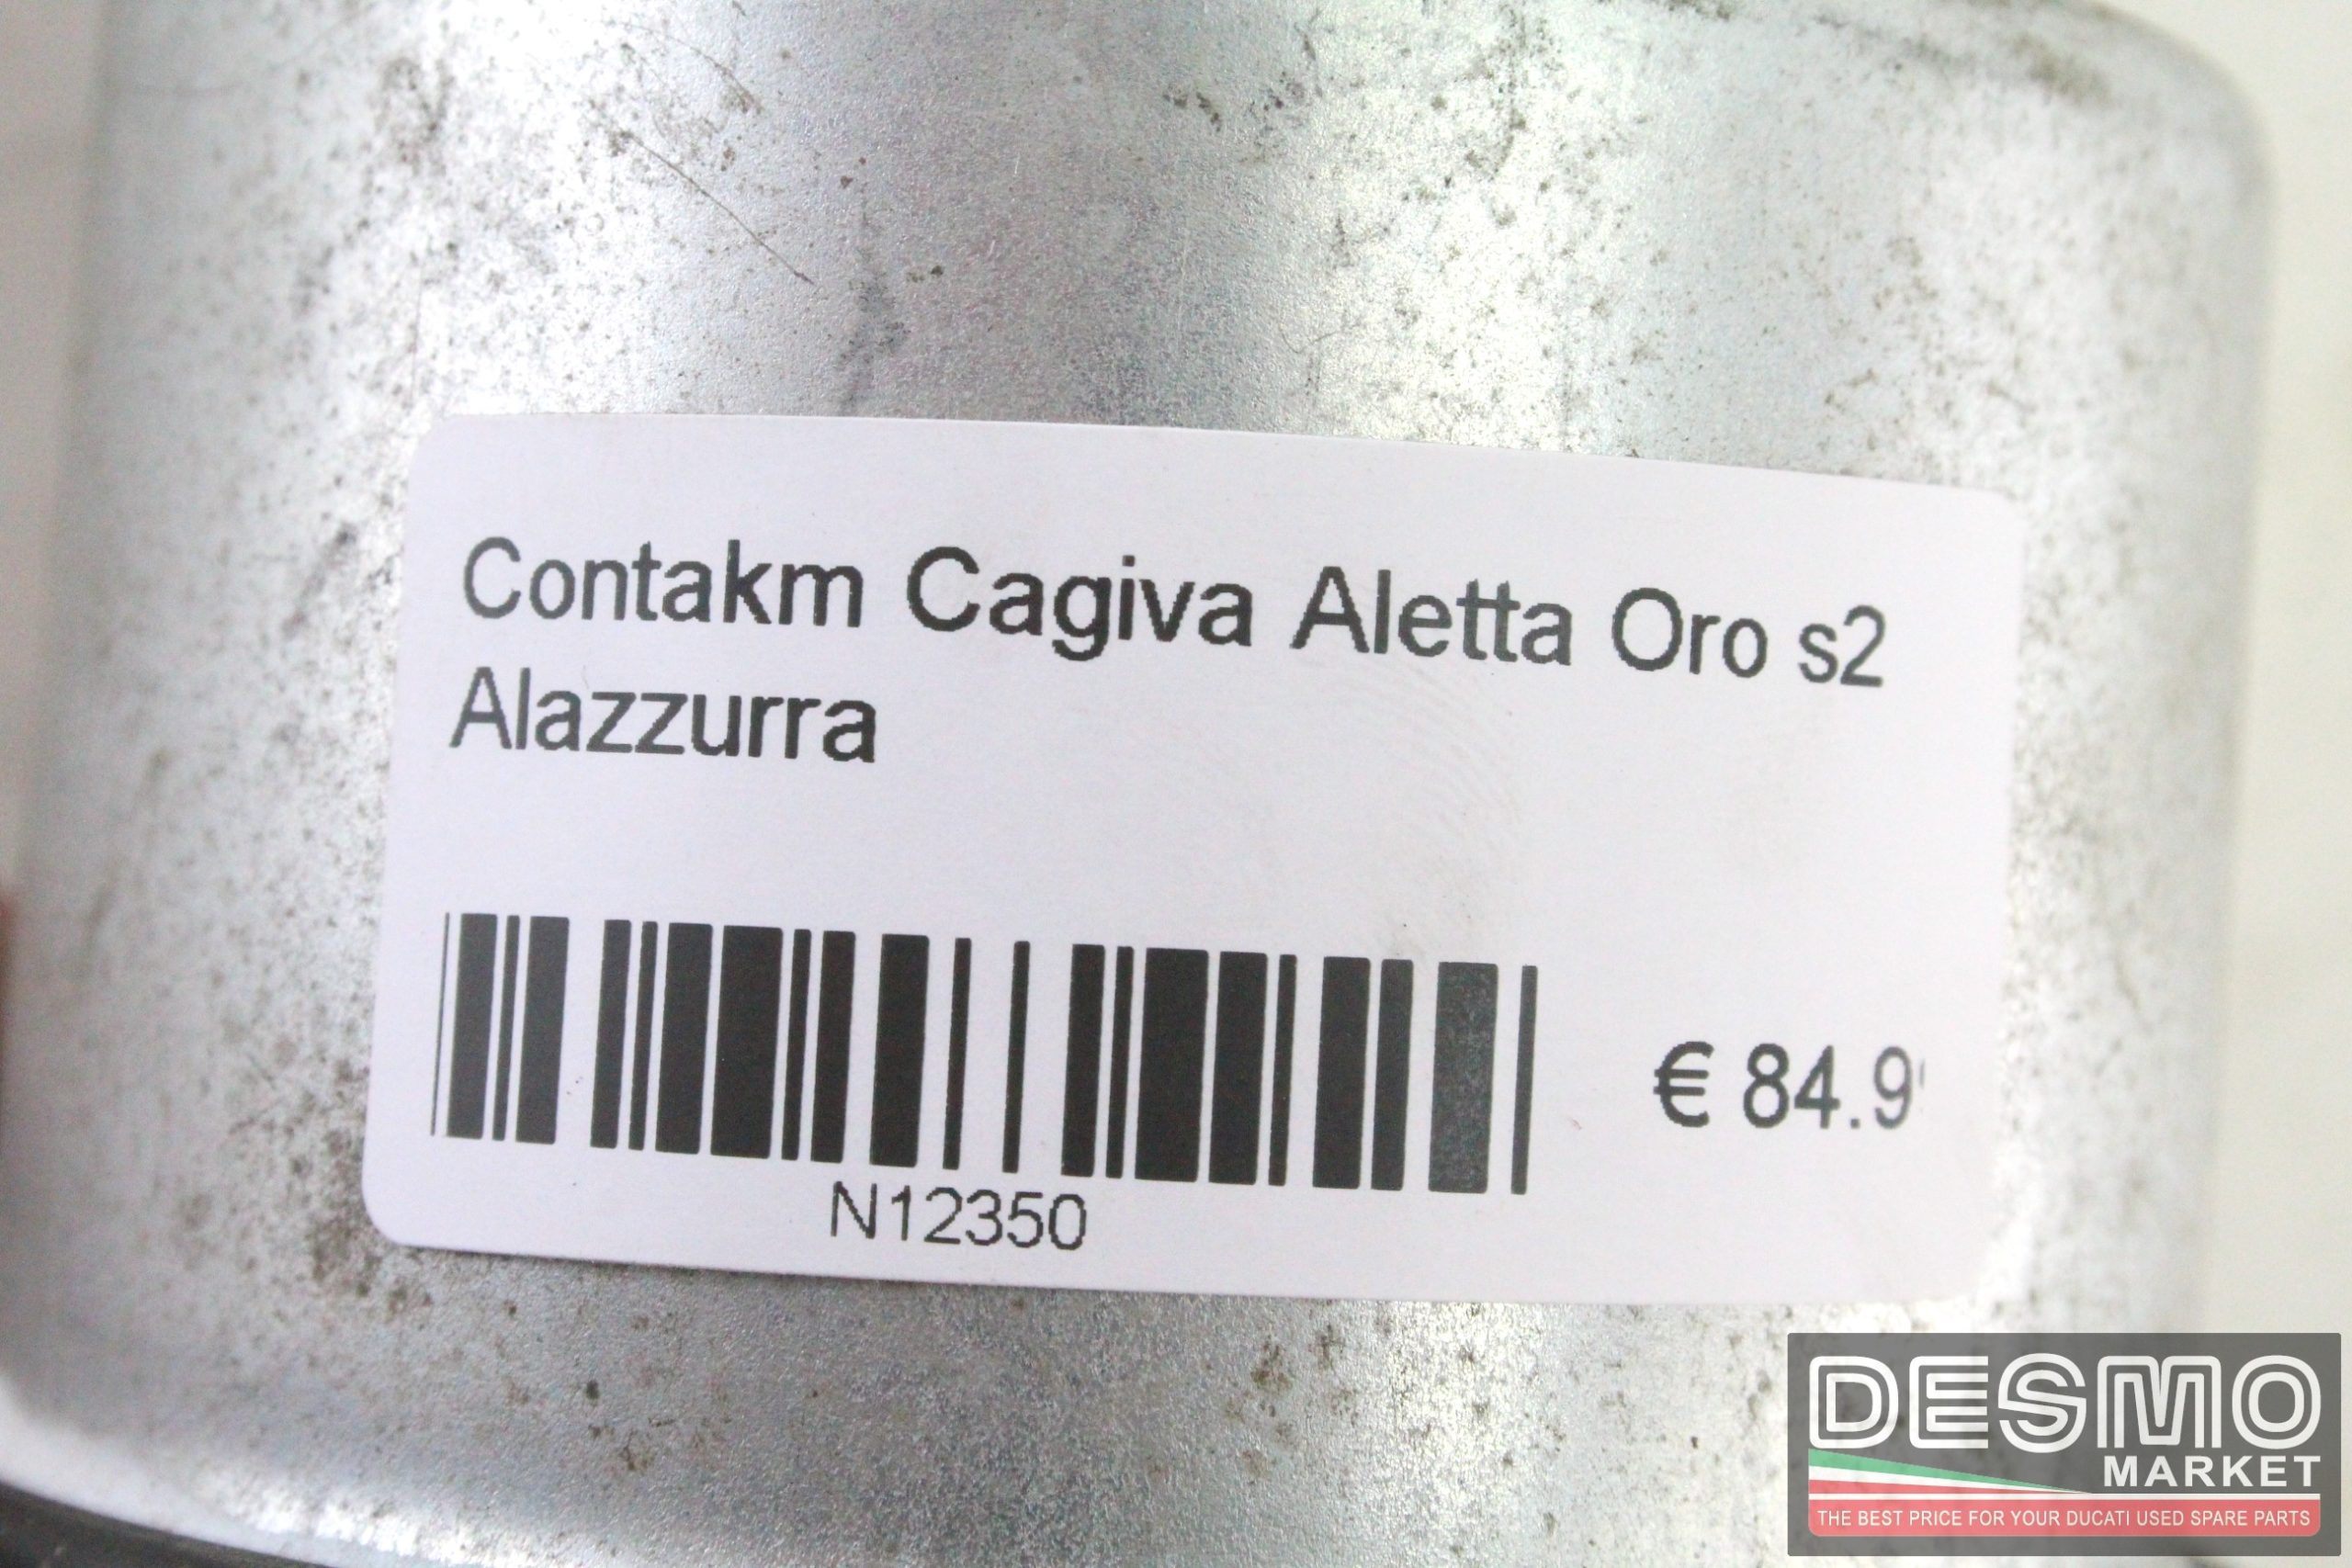 Contakm Cagiva Aletta Oro s2
Alazzurra
€ 84.9
N12350
DESMO
MARKET
THE BEST PRICE FOR YOUR DUCATI USED SPARE PARTS